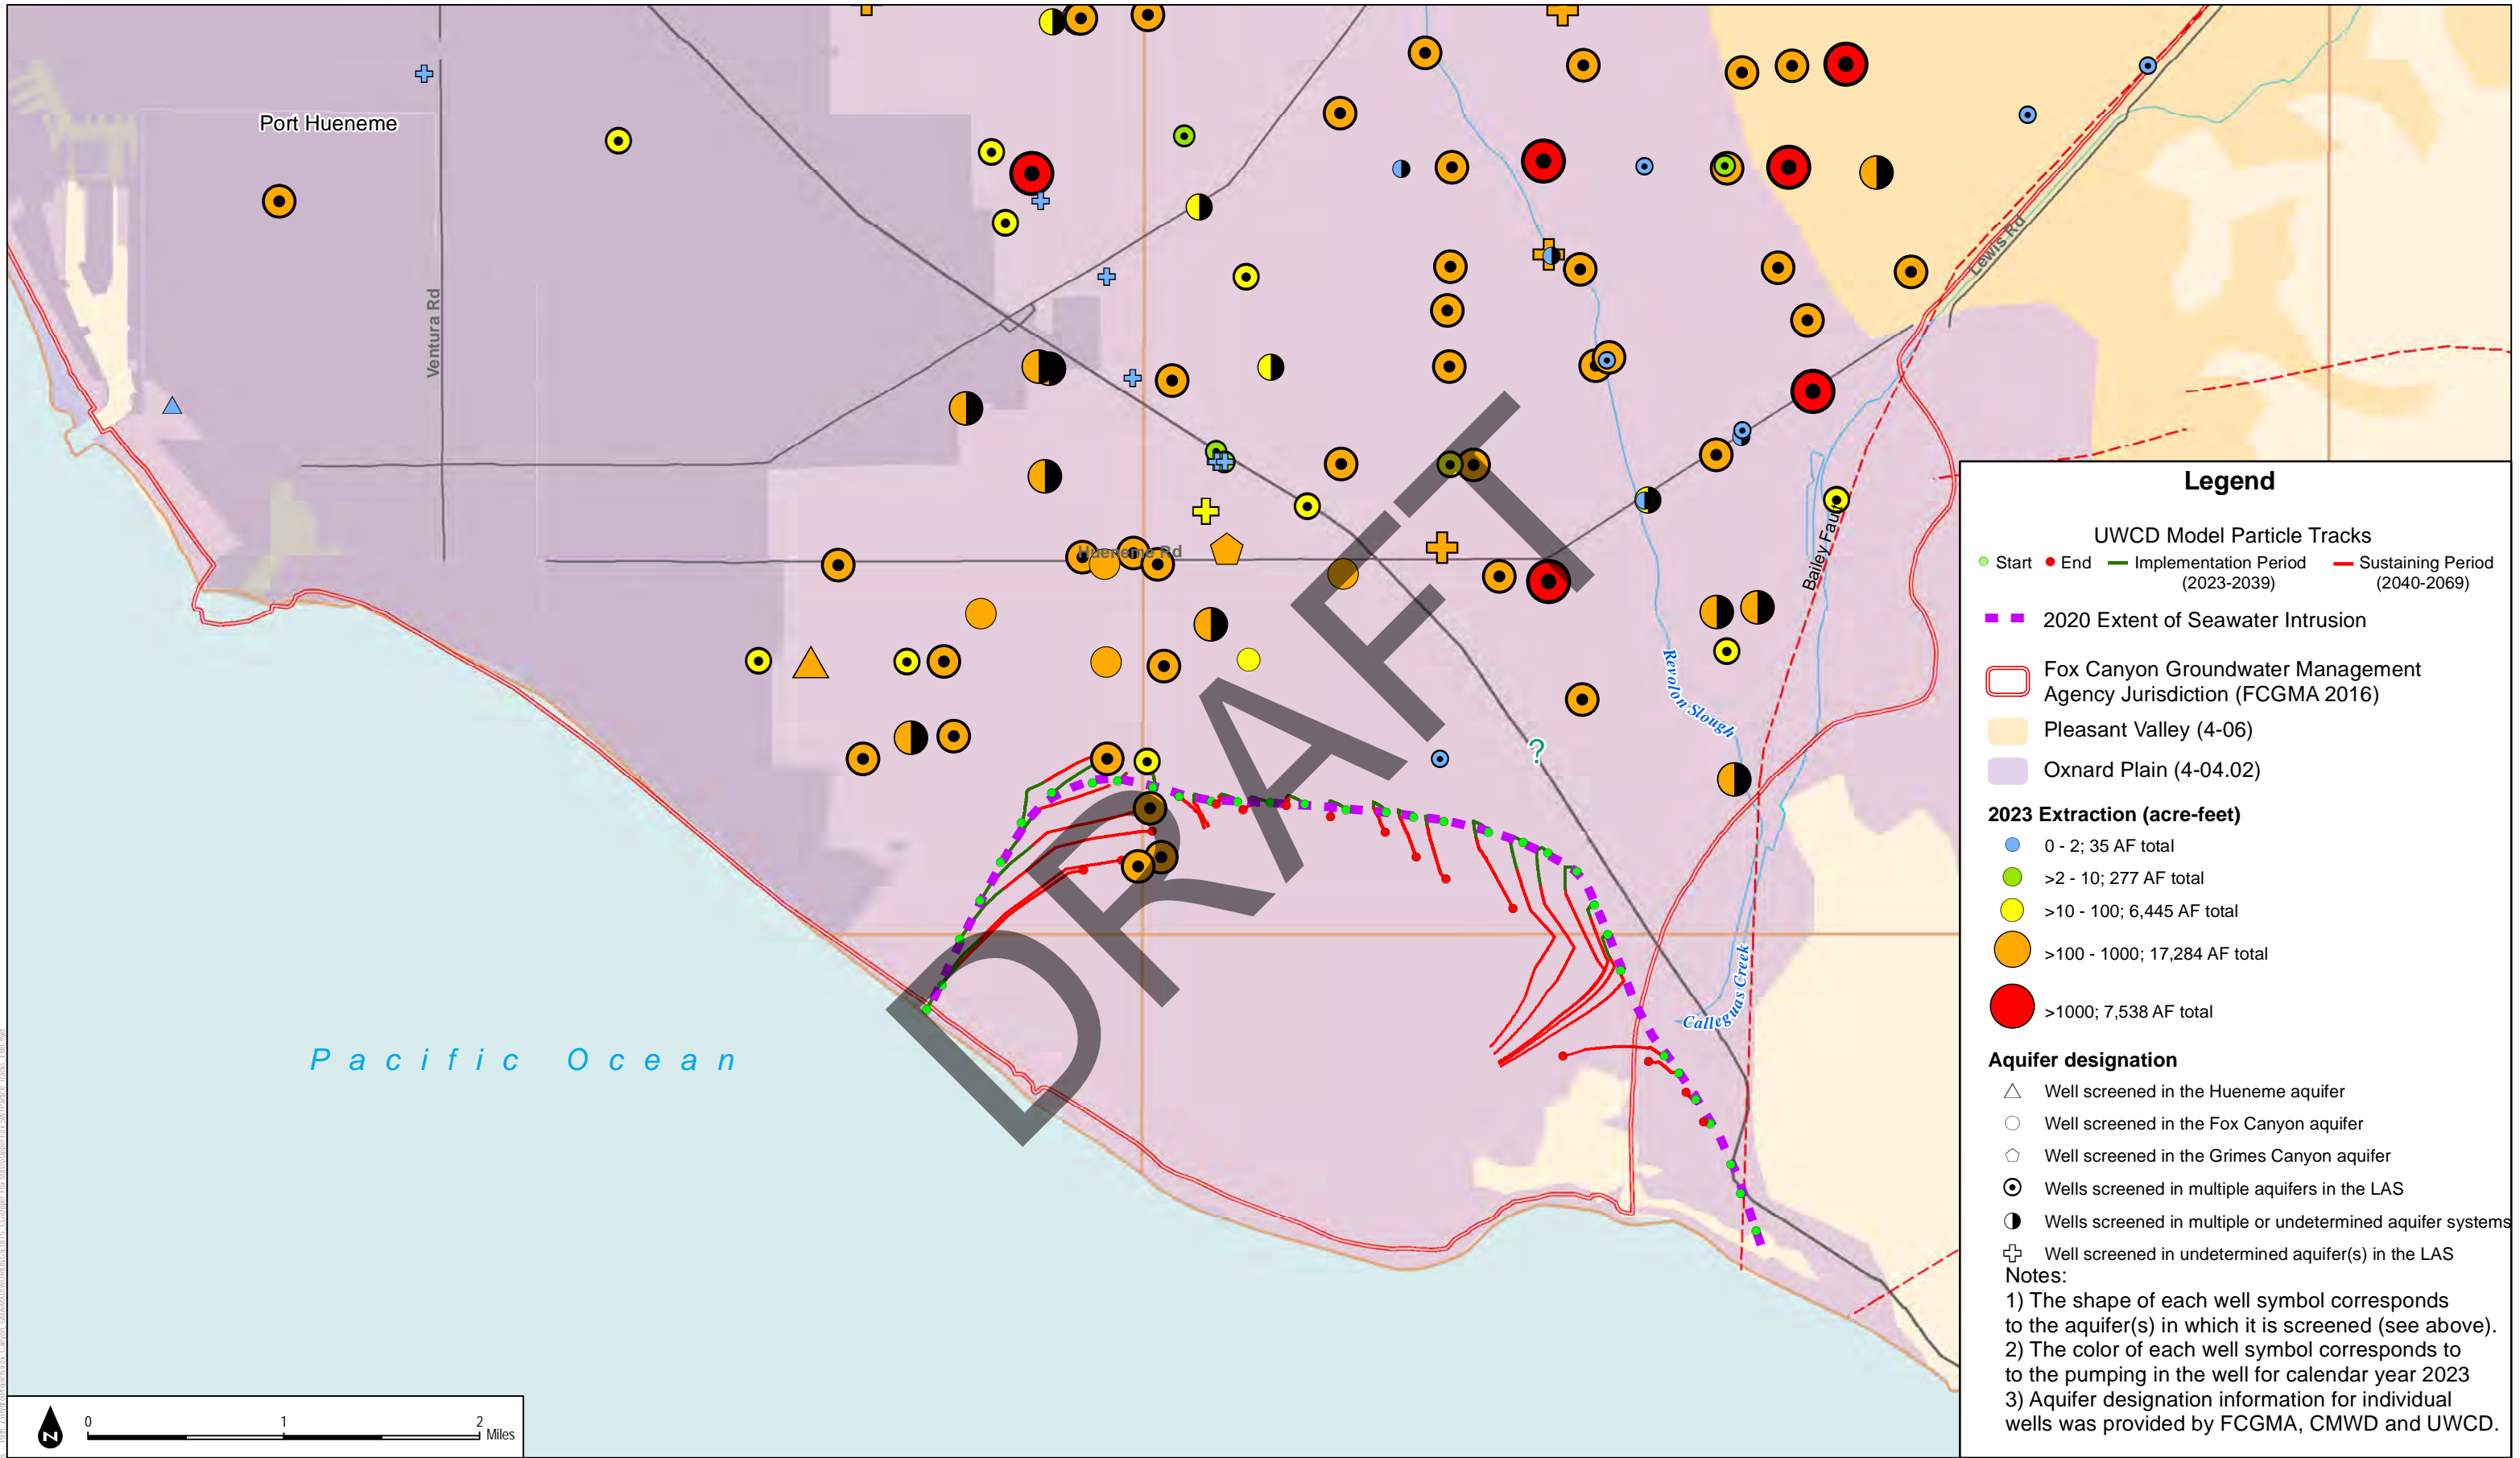 Port Hueneme
Ventura Rd
Lewis Rd
Hueneme Rd
Bailey Fault
Revolon Slough
?
Calleguas Creek
Pacific Ocean
DRAFT
Legend
UWCD Model Particle Tracks
Start End Implementation Period Sustaining Period
(2023-2039) (2040-2069)
2020 Extent of Seawater Intrusion
Fox Canyon Groundwater Management
Agency Jurisdiction (FCGMA 2016)
Pleasant Valley (4-06)
Oxnard Plain (4-04.02)
2023 Extraction (acre-feet)
0 - 2; 35 AF total
>2 - 10; 277 AF total
>10 - 100; 6,445 AF total
>100 - 1000; 17,284 AF total
>1000; 7,538 AF total
Aquifer designation
Well screened in the Hueneme aquifer
Well screened in the Fox Canyon aquifer
Well screened in the Grimes Canyon aquifer
Wells screened in multiple aquifers in the LAS
Wells screened in multiple or undetermined aquifer systems
Well screened in undetermined aquifer(s) in the LAS
Notes:
1) The shape of each well symbol corresponds
to the aquifer(s) in which it is screened (see above).
2) The color of each well symbol corresponds to
to the pumping in the well for calendar year 2023
3) Aquifer designation information for individual
wells was provided by FCGMA, CMWD and UWCD.
N
0 1 2
Miles